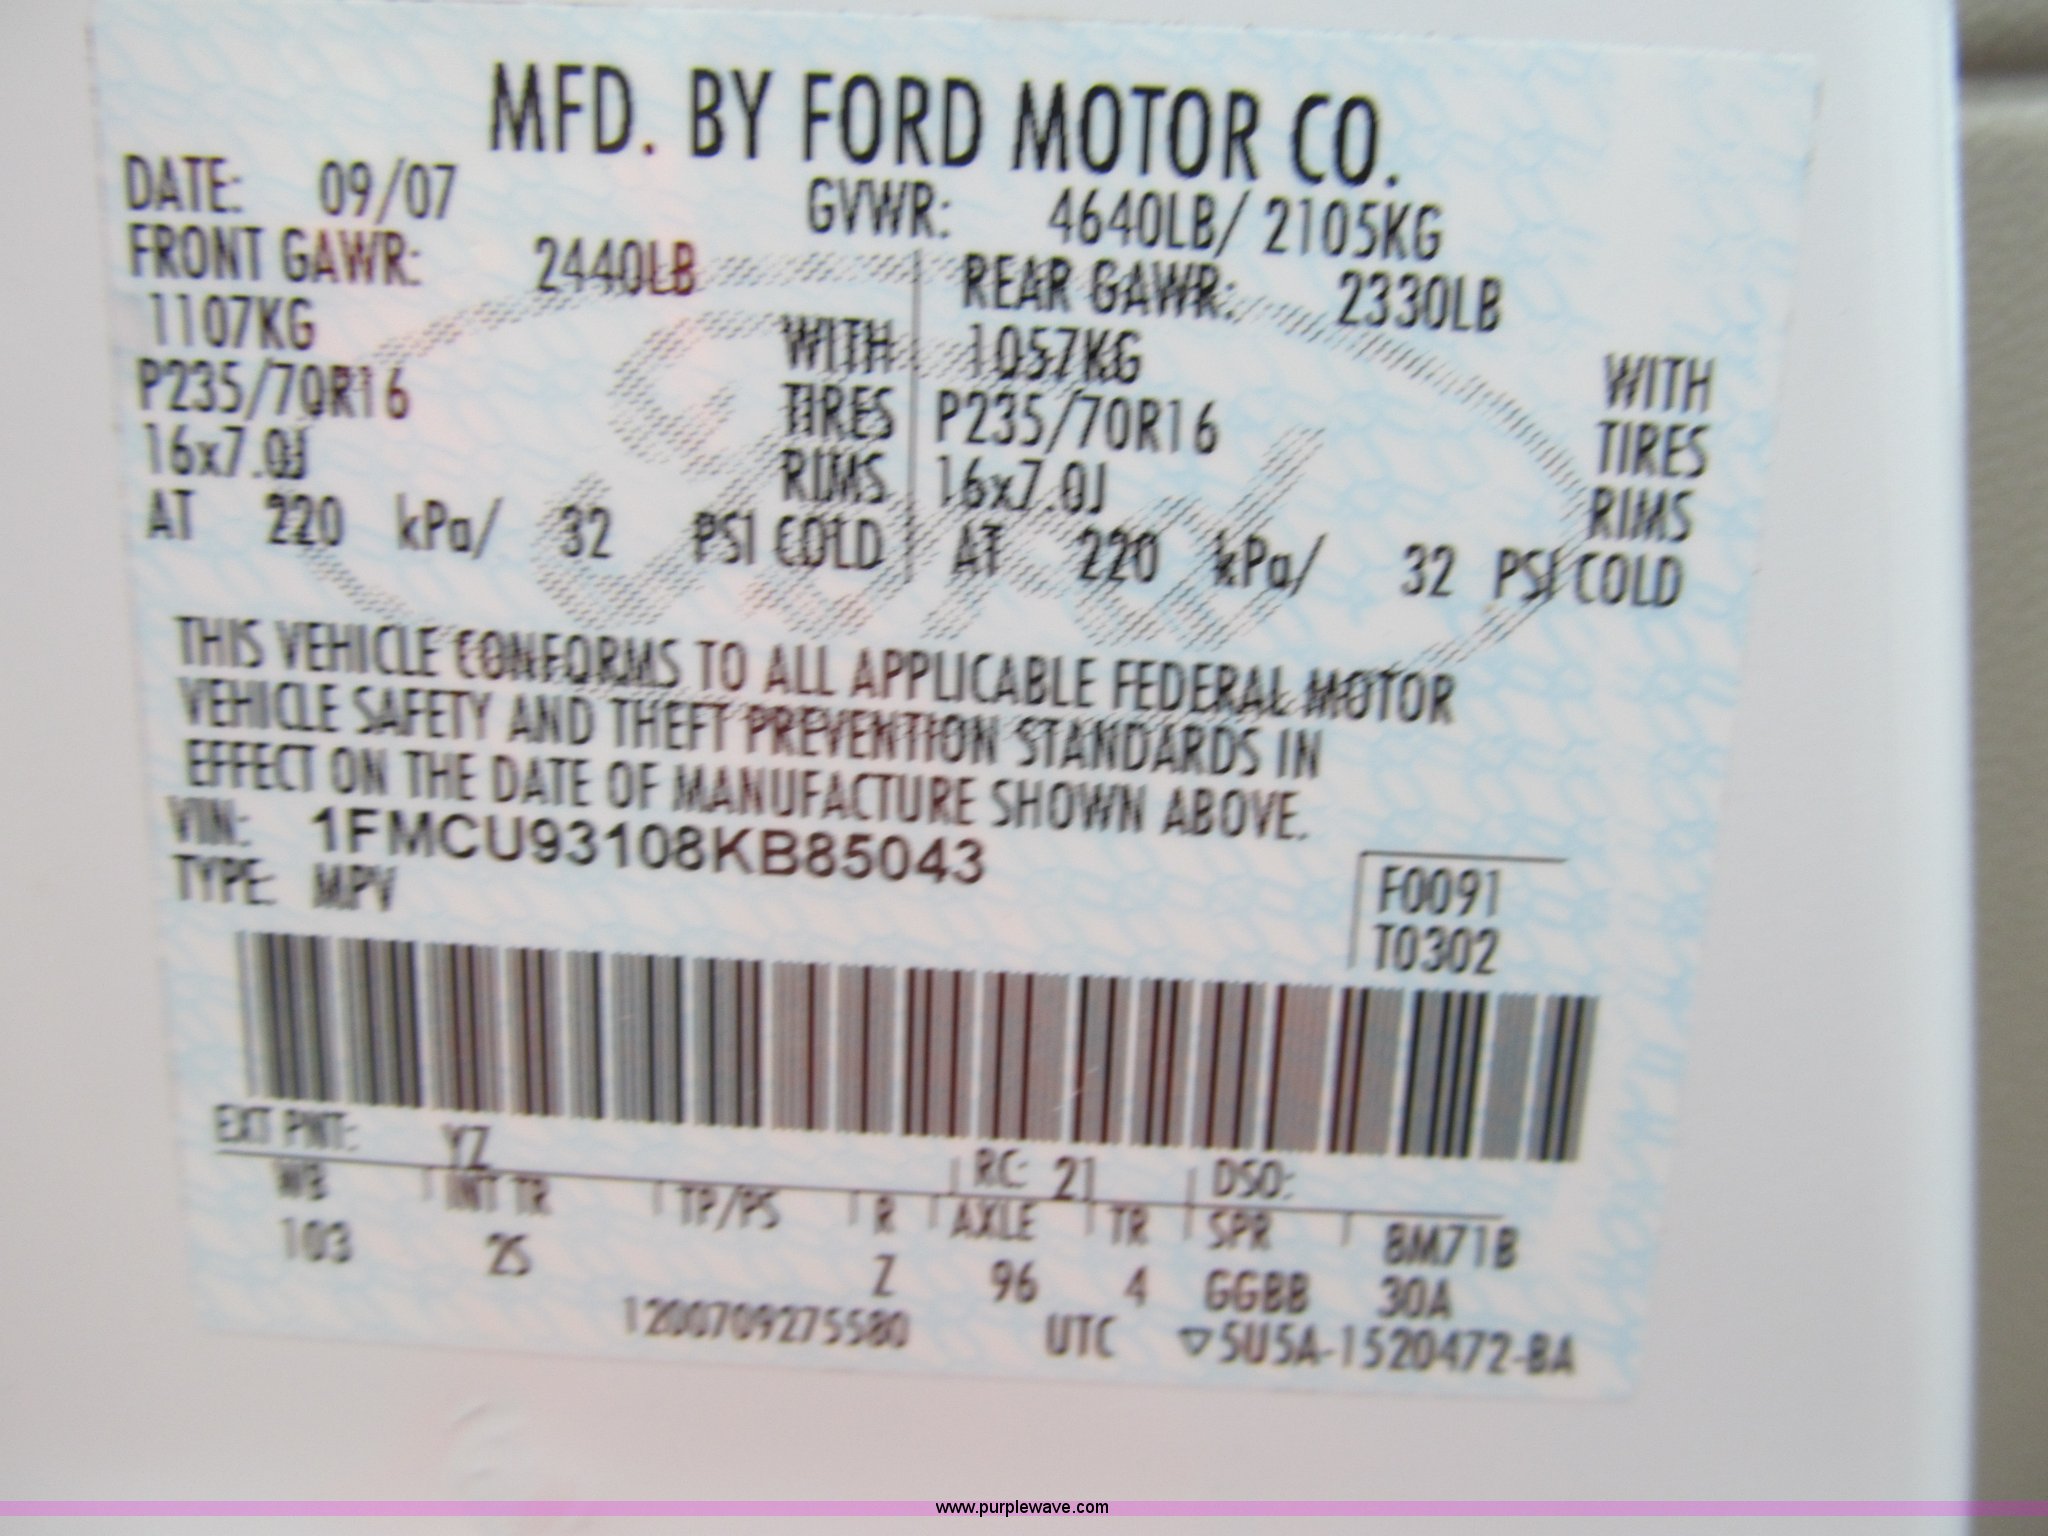 MFD. BY FORD MOTOR CO.
DATE: 09/07 GVWR: 4640LB/ 2105KG
FRONT GAWR: 2440LB REAR GAWR: 2330LB
1107KG WITH 1057KG WITH
P235/70R16 TIRES P235/70R16 TIRES
16x7.0J RIMS 16x7.0J RIMS
AT 220 kPa/ 32 PSI COLD AT 220 kPa/ 32 PSI COLD
THIS VEHICLE CONFORMS TO ALL APPLICABLE FEDERAL MOTOR
VEHICLE SAFETY AND THEFT PREVENTION STANDARDS IN
EFFECT ON THE DATE OF MANUFACTURE SHOWN ABOVE.
VIN: 1FMCU93108KB85043
TYPE: MPV
F0091
T0302
EXT PNT: YZ RC: 21 DSO:
WB INT TR TP/PS R AXLE TR SPR 8M71B
103 2S Z 96 4 GGBB 30A
1200709275580 UTC ▽5U5A-1520472-BA
www.purplewave.com